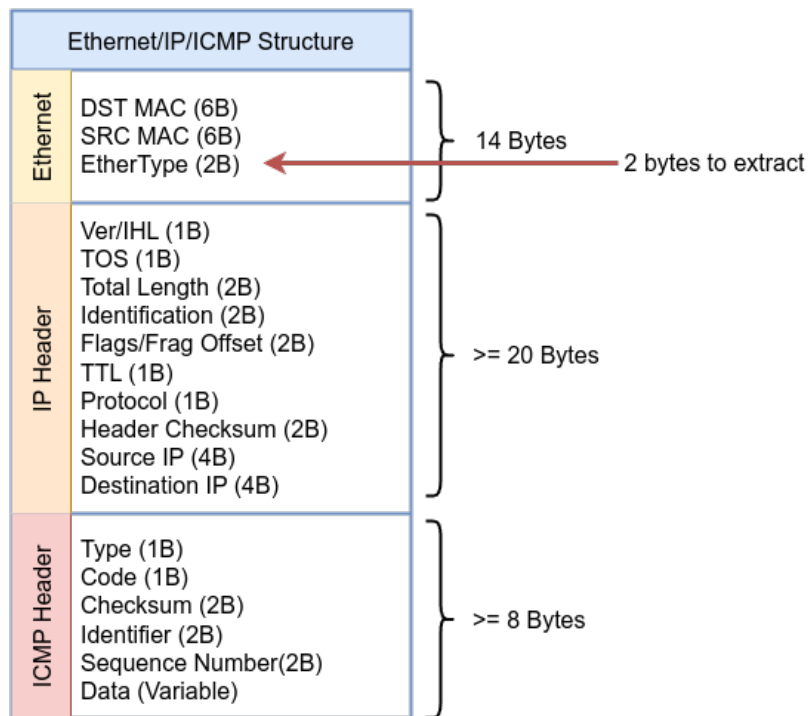 Ethernet/IP/ICMP Structure
Ethernet
DST MAC (6B)
SRC MAC (6B)
EtherType (2B)
14 Bytes
2 bytes to extract
IP Header
Ver/IHL (1B)
TOS (1B)
Total Length (2B)
Identification (2B)
Flags/Frag Offset (2B)
TTL (1B)
Protocol (1B)
Header Checksum (2B)
Source IP (4B)
Destination IP (4B)
>= 20 Bytes
ICMP Header
Type (1B)
Code (1B)
Checksum (2B)
Identifier (2B)
Sequence Number(2B)
Data (Variable)
>= 8 Bytes